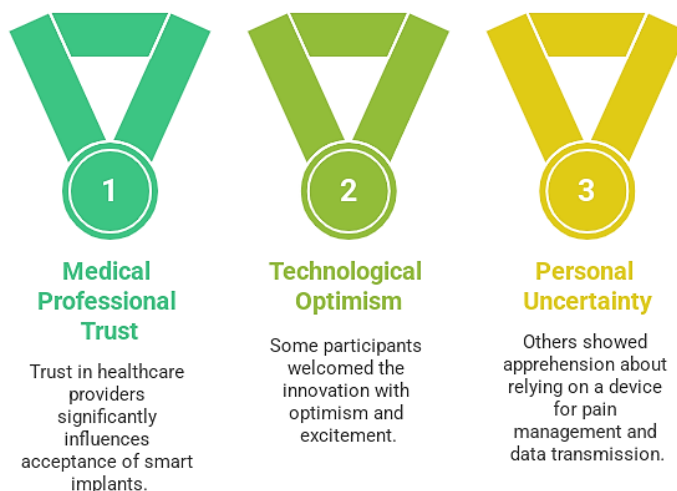 1
Medical
Professional
Trust
Trust in healthcare
providers
significantly
influences
acceptance of smart
implants.
2
Technological
Optimism
Some participants
welcomed the
innovation with
optimism and
excitement.
3
Personal
Uncertainty
Others showed
apprehension about
relying on a device
for pain
management and
data transmission.